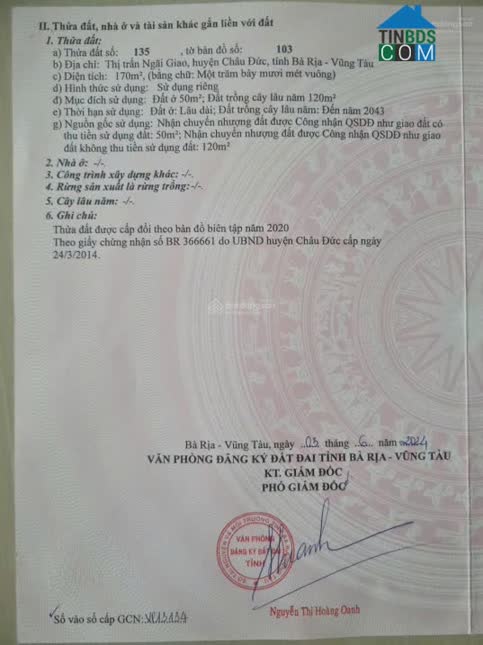 TINBDS
COM
II. Thửa đất, nhà ở và tài sản khác gắn liền với đất
1. Thửa đất:
a) Thửa đất số: 135 , tờ bản đồ số: 103
b) Địa chỉ: Thị trấn Ngãi Giao, huyện Châu Đức, tỉnh Bà Rịa - Vũng Tàu
c) Diện tích: 170m², (bằng chữ: Một trăm bảy mươi mét vuông)
d) Hình thức sử dụng: Sử dụng riêng
đ) Mục đích sử dụng: Đất ở 50m²; Đất trồng cây lâu năm 120m²
e) Thời hạn sử dụng: Đất ở: Lâu dài; Đất trồng cây lâu năm: Đến năm 2043
g) Nguồn gốc sử dụng: Nhận chuyển nhượng đất được Công nhận QSDĐ như giao đất có
thu tiền sử dụng đất: 50m²; Nhận chuyển nhượng đất được Công nhận QSDĐ như giao
đất không thu tiền sử dụng đất: 120m²
2. Nhà ở: -/-.
3. Công trình xây dựng khác: -/-.
4. Rừng sản xuất là rừng trồng:-/-.
5. Cây lâu năm: -/-
6. Ghi chú:
Thửa đất được cấp đổi theo bản đồ biên tập năm 2020
Theo giấy chứng nhận số BR 366661 do UBND huyện Châu Đức cấp ngày
24/3/2014.
Bà Rịa - Vũng Tàu, ngày ..03.. tháng ..6... năm 2024
VĂN PHÒNG ĐĂNG KÝ ĐẤT ĐAI TỈNH BÀ RỊA - VŨNG TÀU
KT. GIÁM ĐỐC
PHÓ GIÁM ĐỐC
VĂN PHÒNG
ĐĂNG KÝ ĐẤT ĐAI
TỈNH
Nguyễn Thị Hoàng Oanh
Số vào sổ cấp GCN: